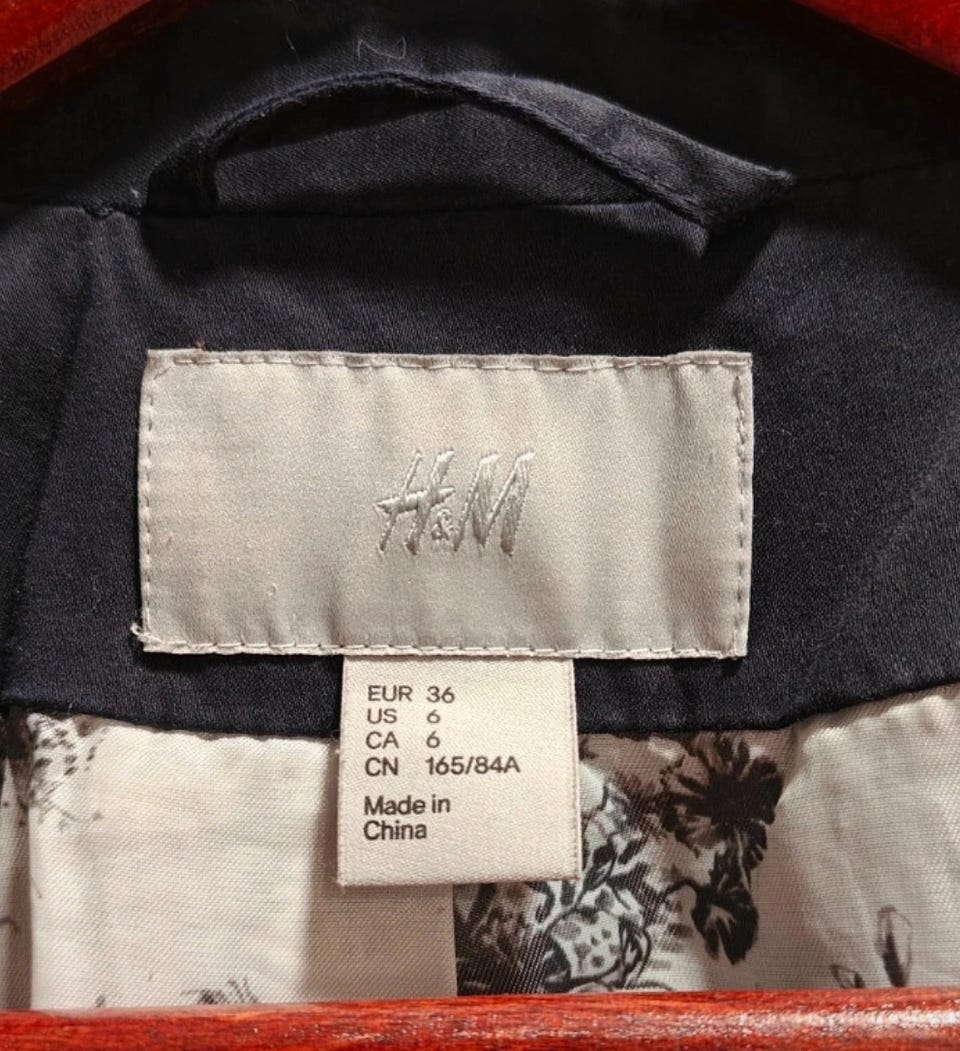 H&M
EUR 36
US 6
CA 6
CN 165/84A
Made in
China